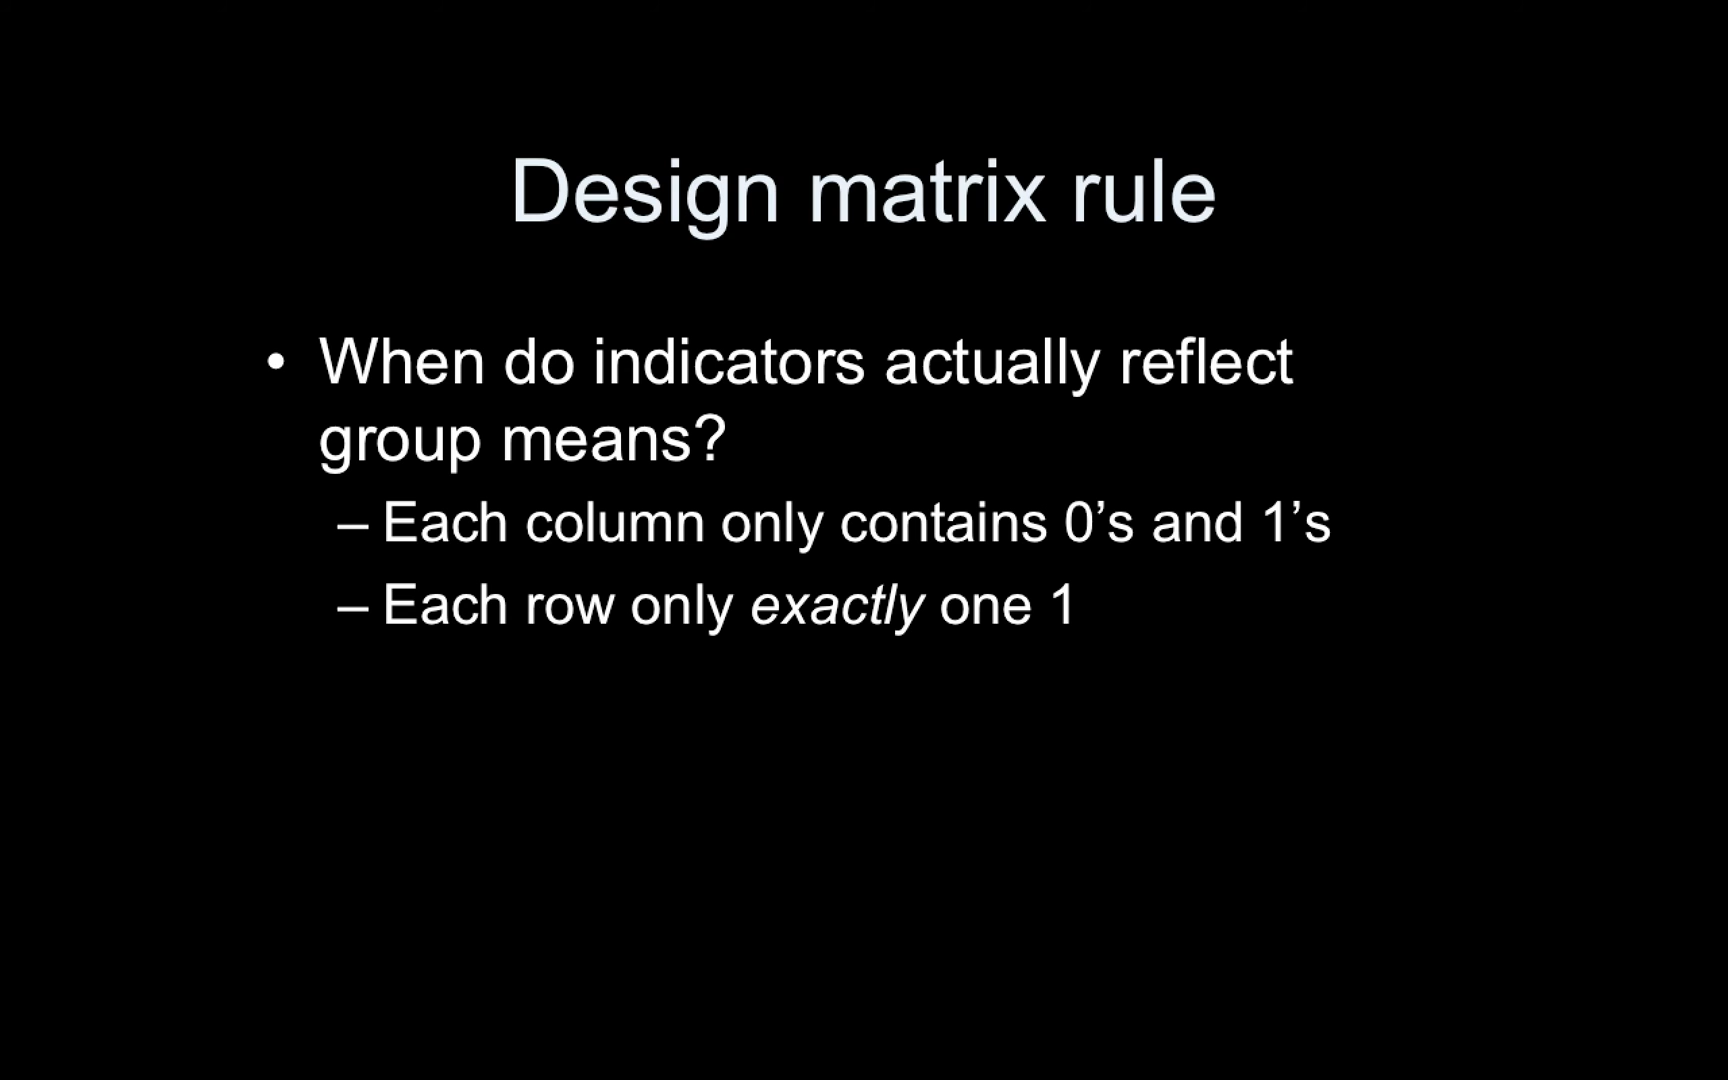 Design matrix rule
• When do indicators actually reflect
group means?
– Each column only contains 0’s and 1’s
– Each row only exactly one 1